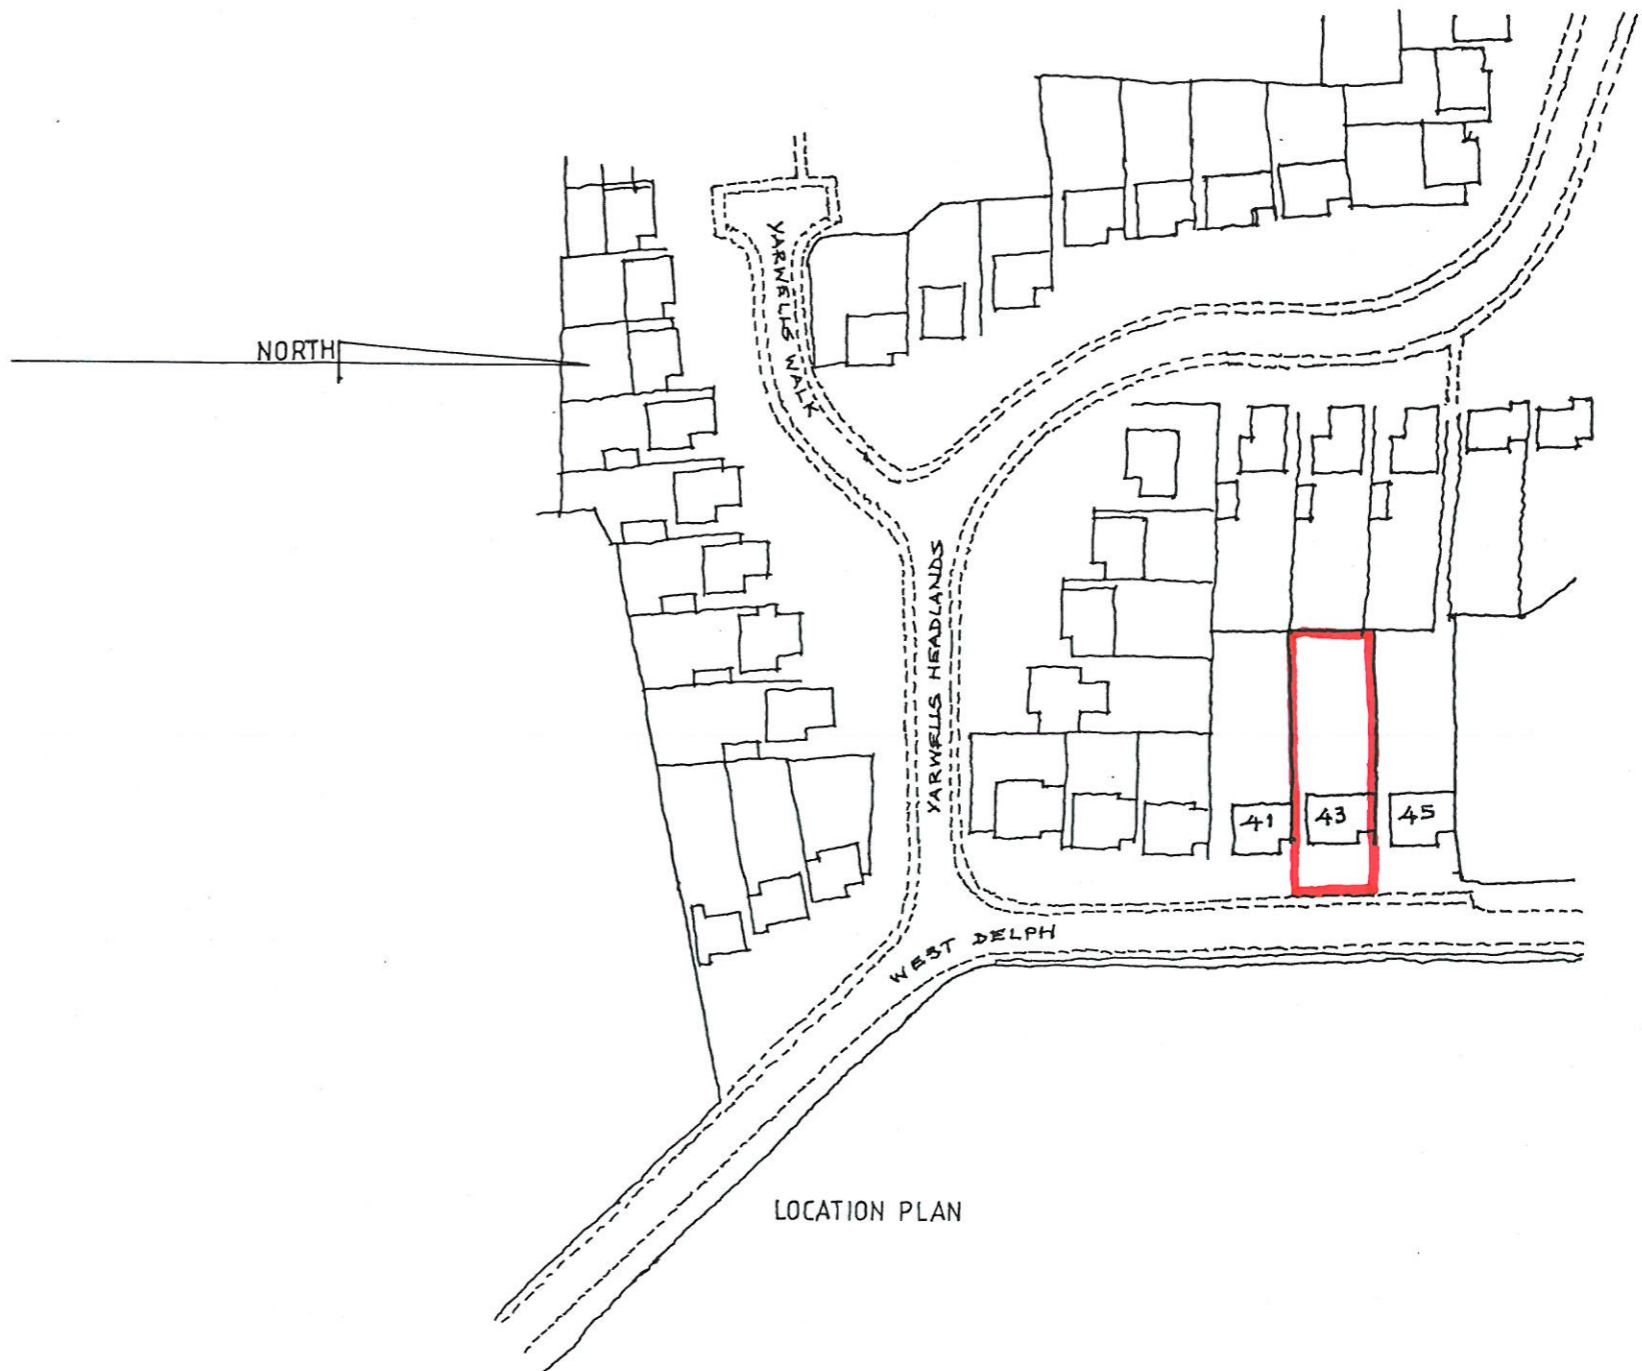 YARWELLS WALK
NORTH
YARWELLS HEADLANDS
41
43
45
WEST DELPH
LOCATION PLAN